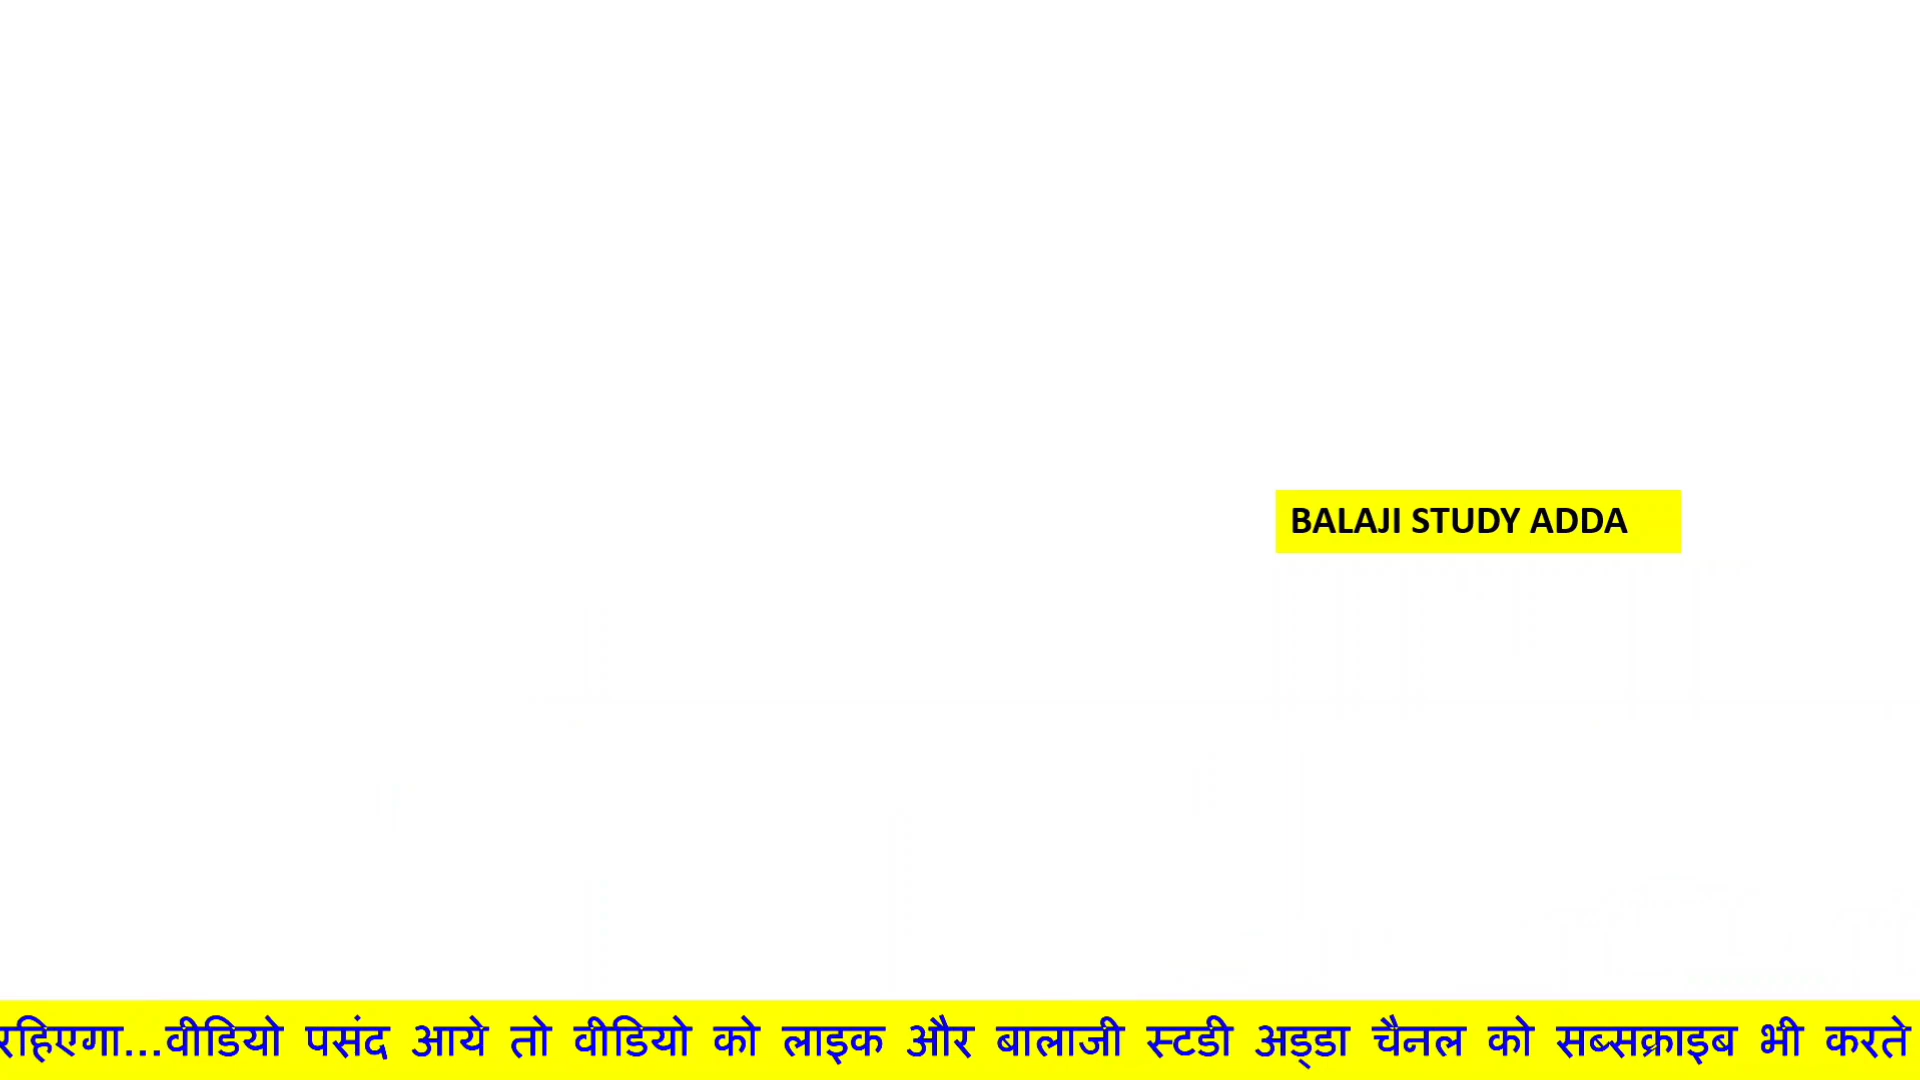 BALAJI STUDY ADDA
रहिएगा...वीडियो पसंद आये तो वीडियो को लाइक और बालाजी स्टडी अड्डा चैनल को सब्सक्राइब भी करते